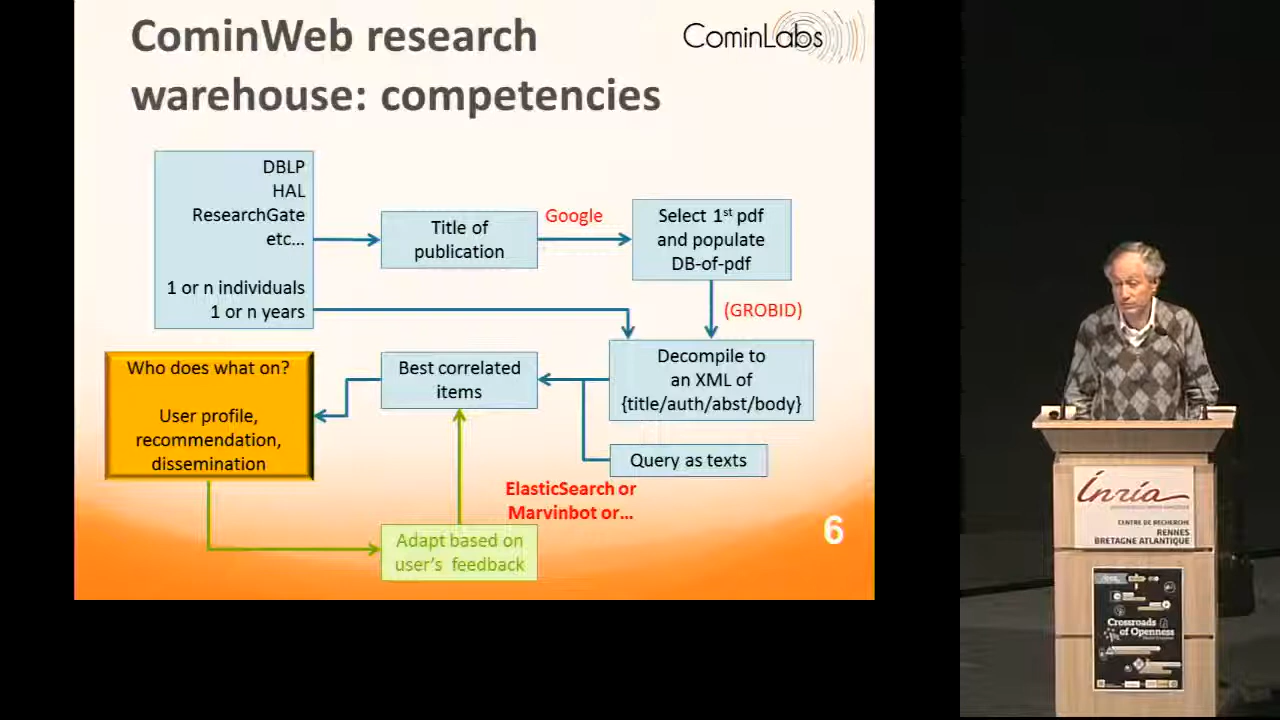 CominWeb research
warehouse: competencies
CominLabs
DBLP
HAL
ResearchGate
etc...
1 or n individuals
1 or n years
Title of
publication
Google
Select 1st pdf
and populate
DB-of-pdf
(GROBID)
Who does what on?
User profile,
recommendation,
dissemination
Best correlated
items
Decompile to
an XML of
{title/auth/abst/body}
Query as texts
ElasticSearch or
Marvinbot or...
Adapt based on
user's feedback
6
Inria
CENTRE DE RECHERCHE
RENNES
BRETAGNE ATLANTIQUE
Crossroads
of Openness